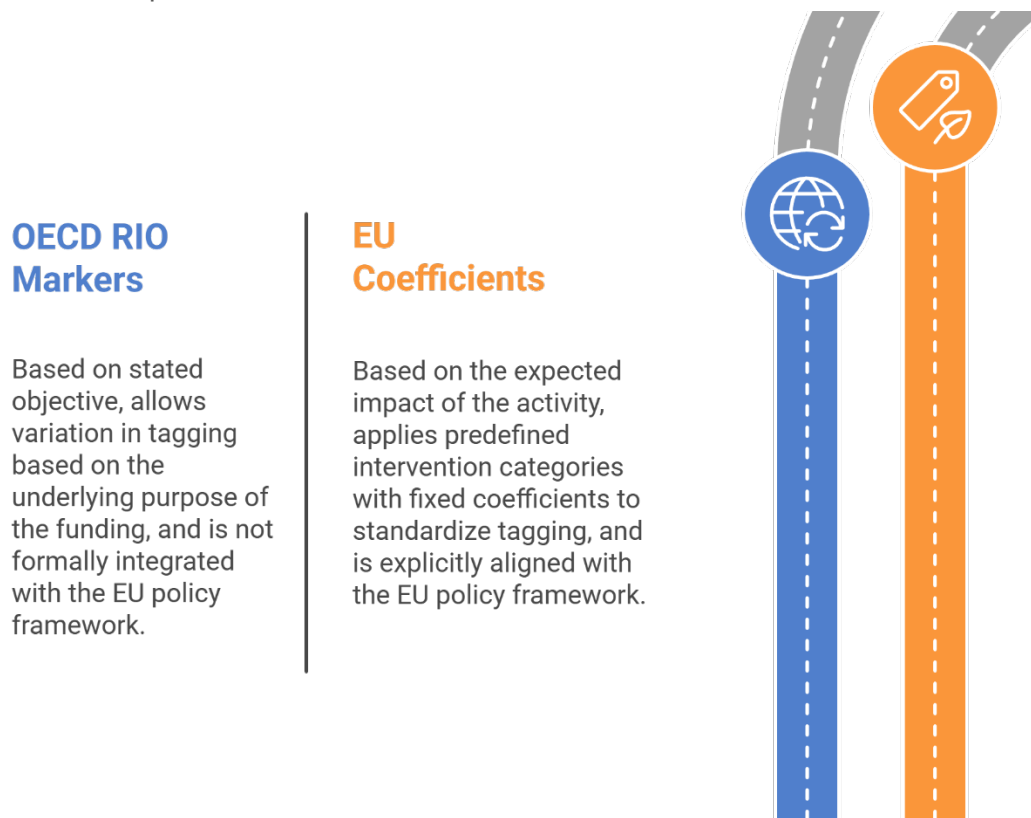 OECD RIO
Markers
Based on stated
objective, allows
variation in tagging
based on the
underlying purpose of
the funding, and is not
formally integrated
with the EU policy
framework.
EU
Coefficients
Based on the expected
impact of the activity,
applies predefined
intervention categories
with fixed coefficients to
standardize tagging, and
is explicitly aligned with
the EU policy framework.